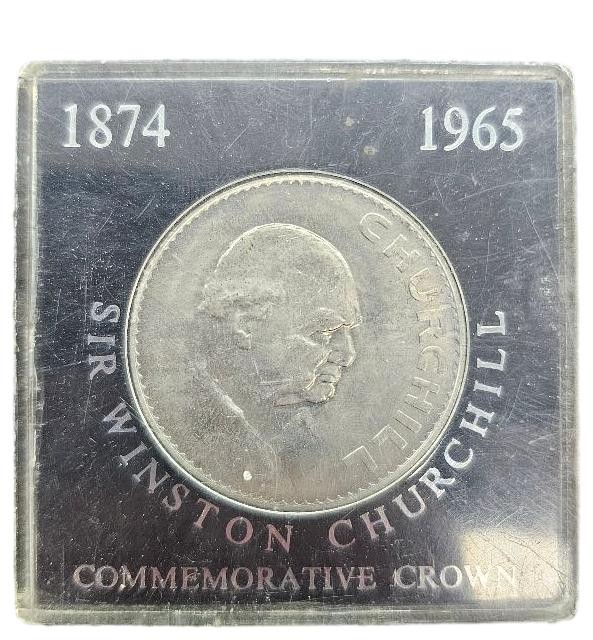 1874
1965
CHURCHILL
SIR WINSTON CHURCHILL
COMMEMORATIVE CROWN